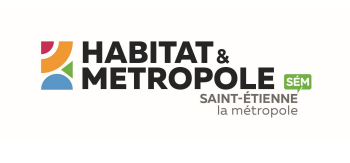 HABITAT &
METROPOLE SÉM
SAINT-ÉTIENNE
la métropole